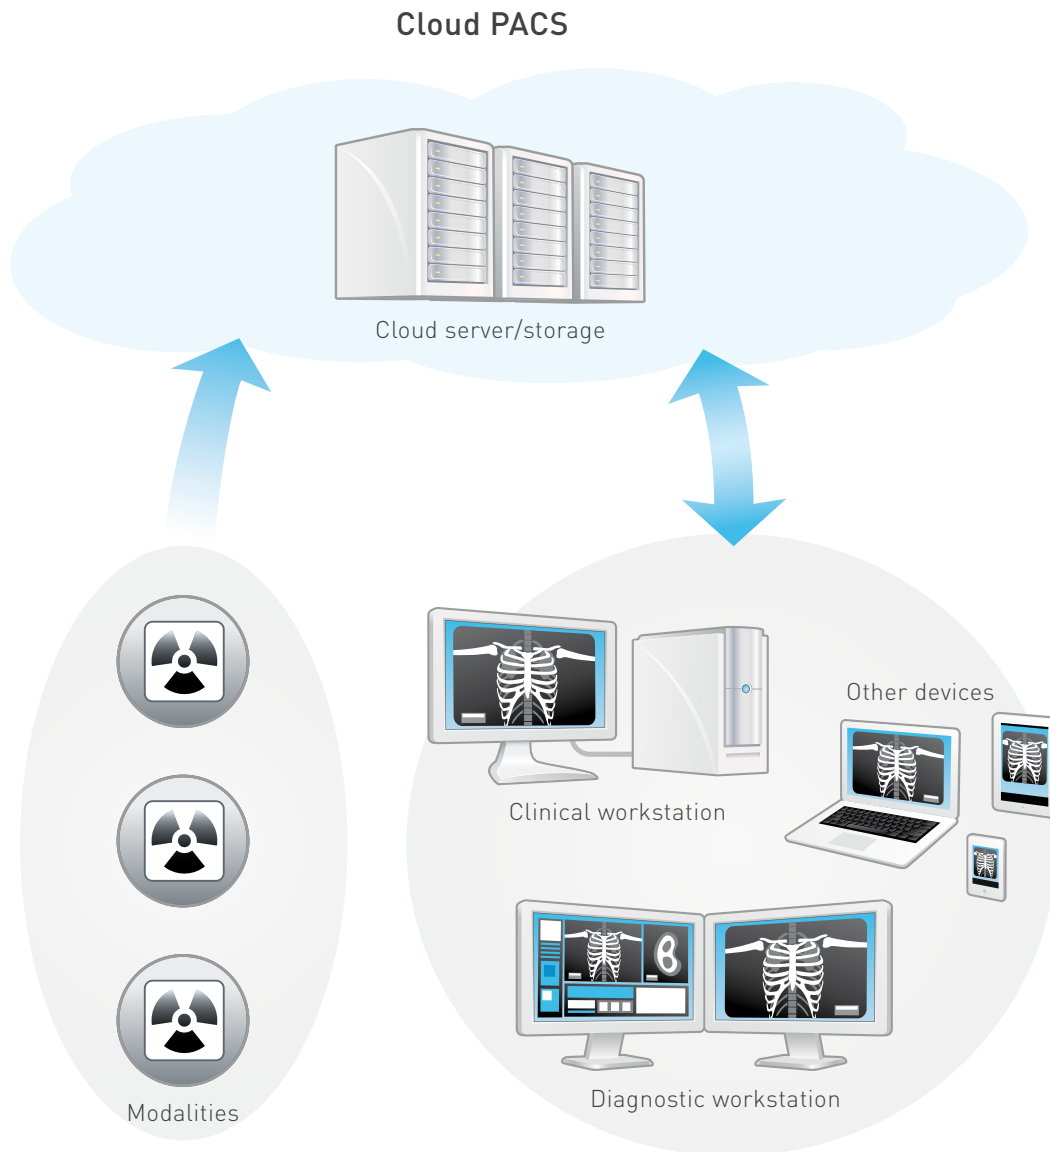 Cloud PACS
Cloud server/storage
Other devices
Clinical workstation
Diagnostic workstation
Modalities